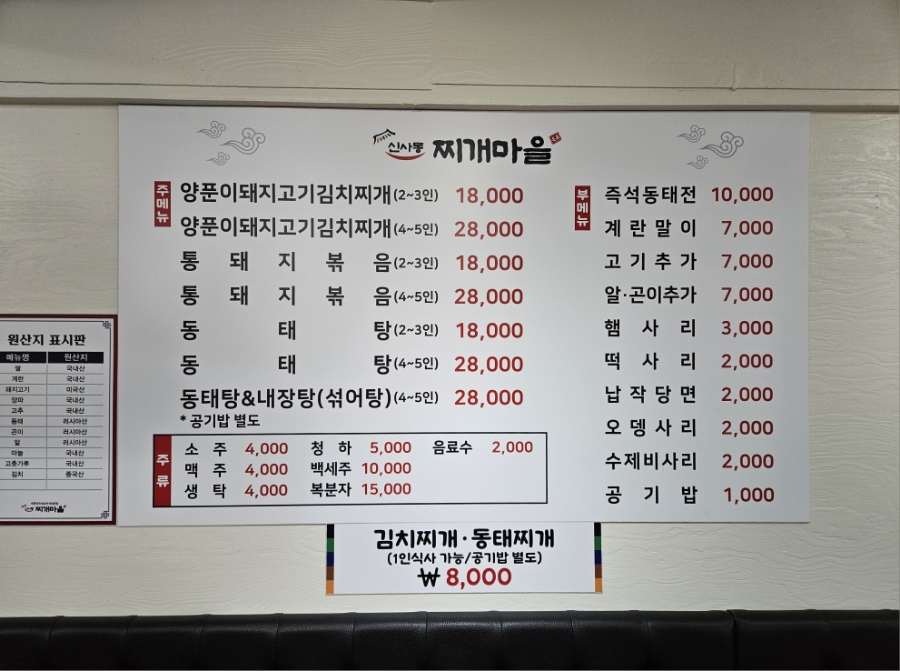 신사동 찌개마을
주메뉴
양푼이돼지고기김치찌개(2~3인) 18,000
양푼이돼지고기김치찌개(4~5인) 28,000
통돼지볶음(2~3인) 18,000
통돼지볶음(4~5인) 28,000
동태탕(2~3인) 18,000
동태탕(4~5인) 28,000
동태탕&내장탕(섞어탕)(4~5인) 28,000
* 공기밥 별도
부메뉴
즉석동태전 10,000
계란말이 7,000
고기추가 7,000
알·곤이추가 7,000
햄사리 3,000
떡사리 2,000
납작당면 2,000
오뎅사리 2,000
수제비사리 2,000
공기밥 1,000
주류
소주 4,000 청하 5,000 음료수 2,000
맥주 4,000 백세주 10,000
생탁 4,000 복분자 15,000
김치찌개·동태찌개
(1인식사 가능/공기밥 별도)
₩ 8,000
원산지 표시판
메뉴명 원산지
쌀 국내산
계란 국내산
돼지고기 미국산
양파 국내산
고추 국내산
동태 러시아산
곤이 러시아산
알 러시아산
마늘 국내산
고춧가루 국내산
김치 중국산
찌개마을